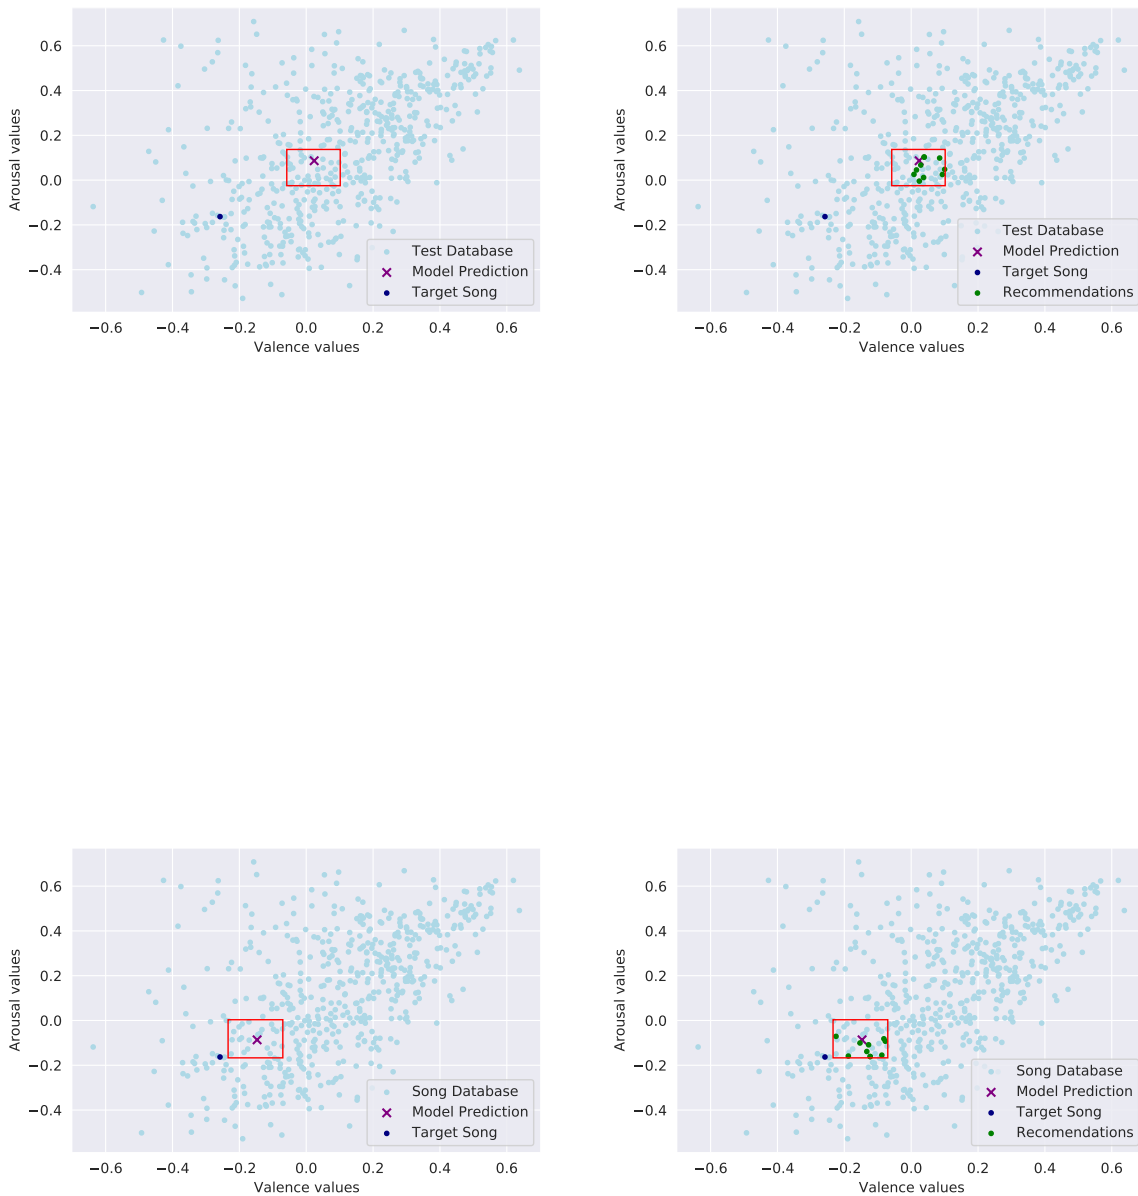 Arousal values
0.6
0.4
0.2
0.0
−0.2
−0.4
Test Database
Model Prediction
Target Song
−0.6 −0.4 −0.2 0.0 0.2 0.4 0.6
Valence values
Arousal values
0.6
0.4
0.2
0.0
−0.2
−0.4
Test Database
Model Prediction
Target Song
Recommendations
−0.6 −0.4 −0.2 0.0 0.2 0.4 0.6
Valence values
Arousal values
0.6
0.4
0.2
0.0
−0.2
−0.4
Song Database
Model Prediction
Target Song
−0.6 −0.4 −0.2 0.0 0.2 0.4 0.6
Valence values
Arousal values
0.6
0.4
0.2
0.0
−0.2
−0.4
Song Database
Model Prediction
Target Song
Recomendations
−0.6 −0.4 −0.2 0.0 0.2 0.4 0.6
Valence values